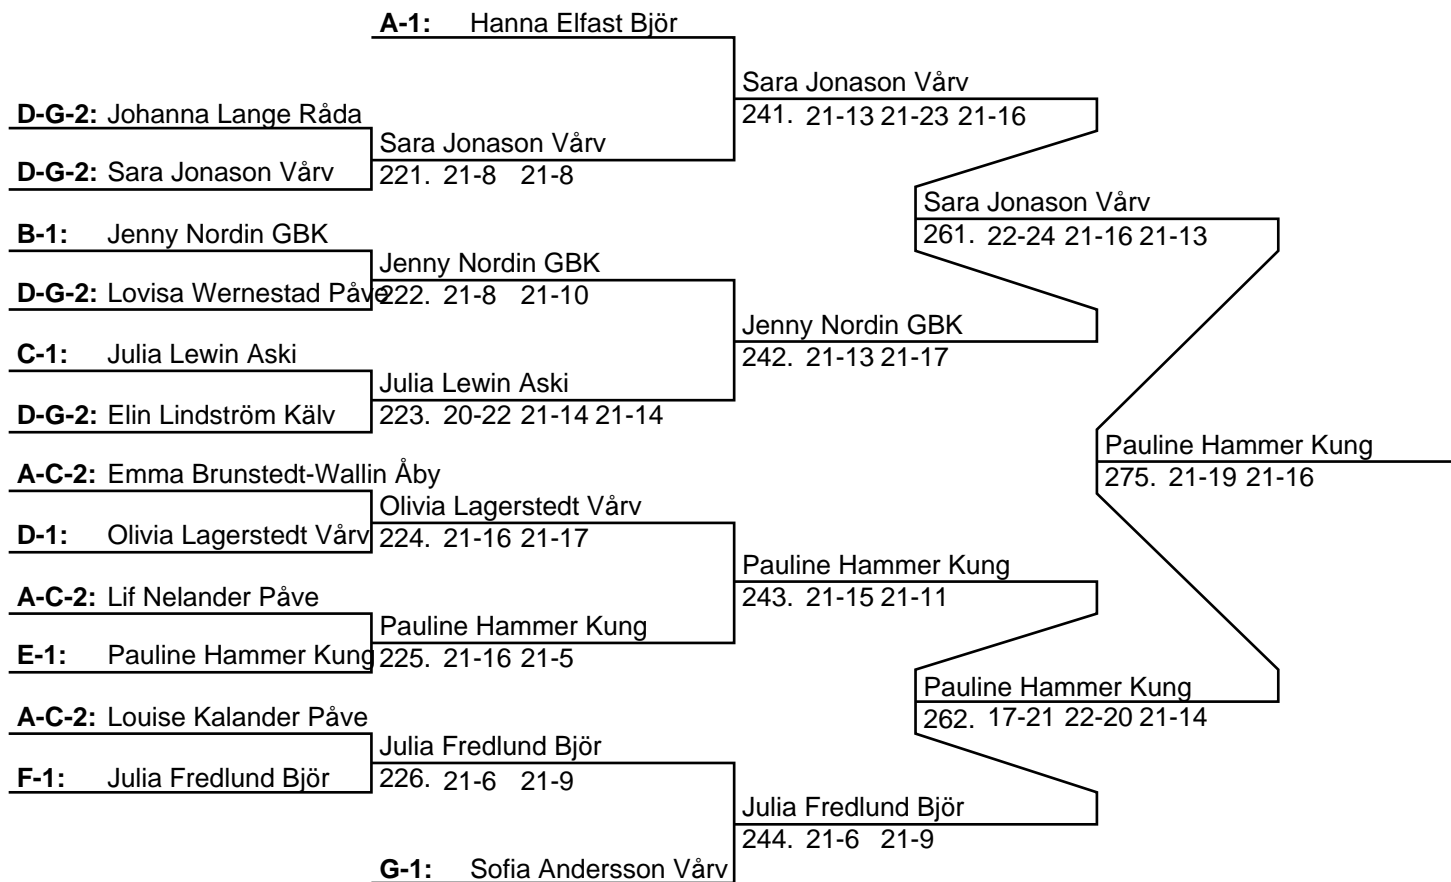 A-1: Hanna Elfast Björ
Sara Jonason Vårv
241. 21-13 21-23 21-16
D-G-2: Johanna Lange Råda
Sara Jonason Vårv
221. 21-8 21-8
D-G-2: Sara Jonason Vårv
Sara Jonason Vårv
261. 22-24 21-16 21-13
B-1: Jenny Nordin GBK
Jenny Nordin GBK
222. 21-8 21-10
D-G-2: Lovisa Wernestad Påve
Jenny Nordin GBK
242. 21-13 21-17
C-1: Julia Lewin Aski
Julia Lewin Aski
223. 20-22 21-14 21-14
D-G-2: Elin Lindström Kälv
Pauline Hammer Kung
275. 21-19 21-16
A-C-2: Emma Brunstedt-Wallin Åby
Olivia Lagerstedt Vårv
224. 21-16 21-17
D-1: Olivia Lagerstedt Vårv
Pauline Hammer Kung
243. 21-15 21-11
A-C-2: Lif Nelander Påve
Pauline Hammer Kung
225. 21-16 21-5
E-1: Pauline Hammer Kung
Pauline Hammer Kung
262. 17-21 22-20 21-14
A-C-2: Louise Kalander Påve
Julia Fredlund Björ
226. 21-6 21-9
F-1: Julia Fredlund Björ
Julia Fredlund Björ
244. 21-6 21-9
G-1: Sofia Andersson Vårv